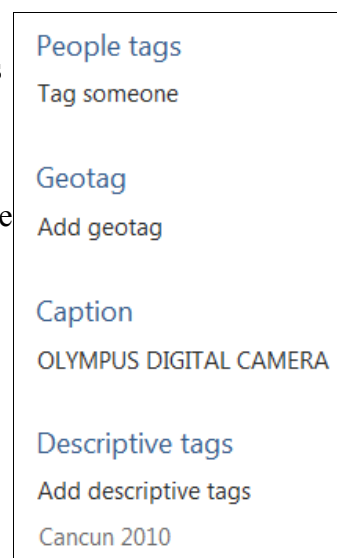 People tags
Tag someone
Geotag
Add geotag
Caption
OLYMPUS DIGITAL CAMERA
Descriptive tags
Add descriptive tags
Cancun 2010